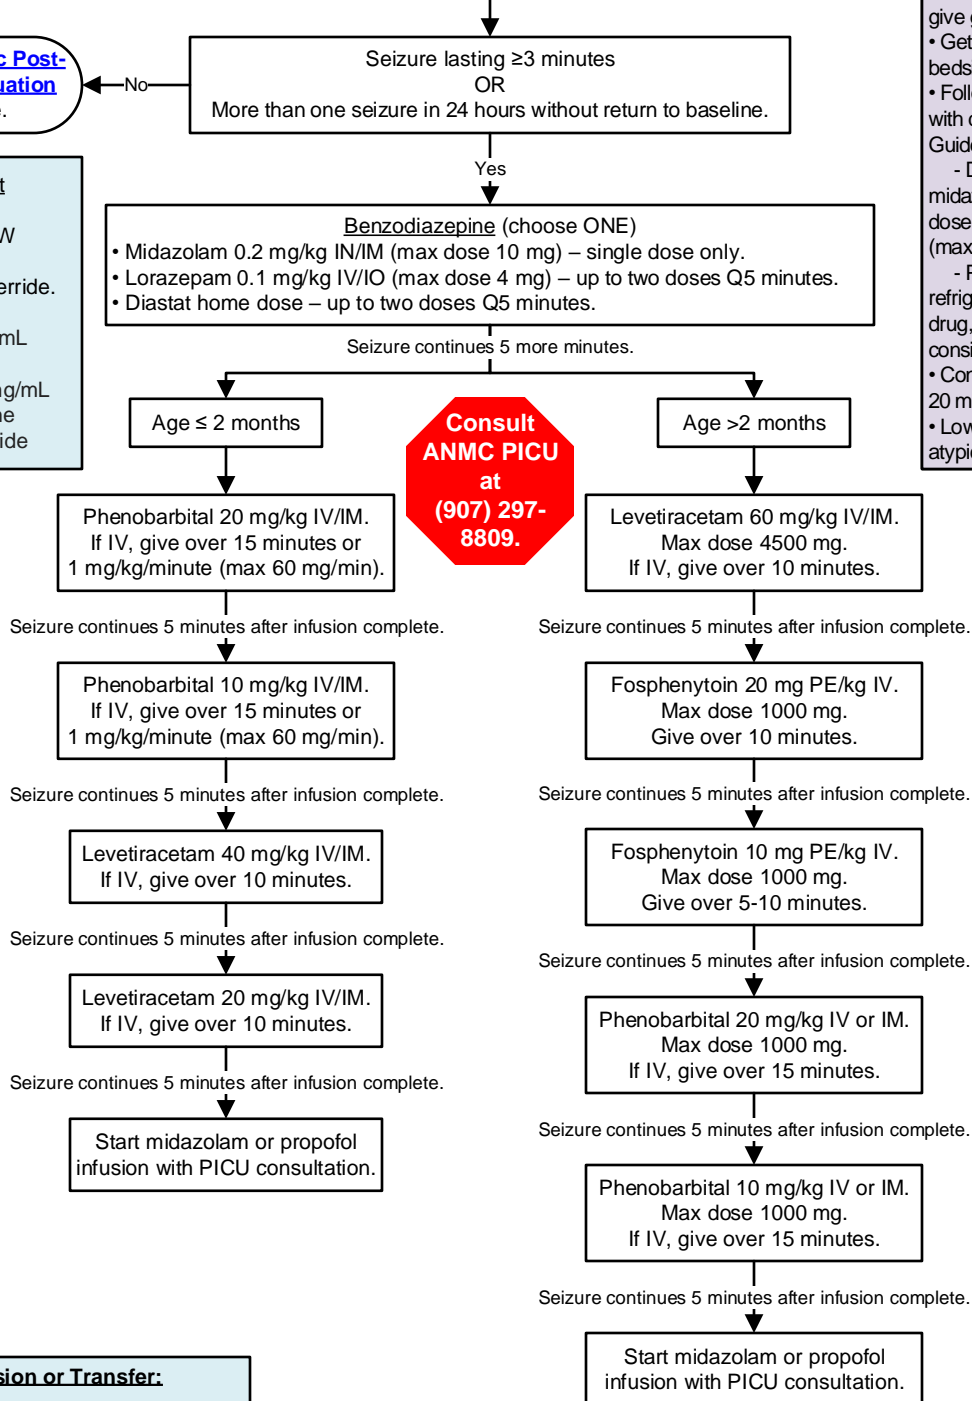 Seizure lasting ≥3 minutes
OR
More than one seizure in 24 hours without return to baseline.
No
Post-
Yes
Benzodiazepine (choose ONE)
• Midazolam 0.2 mg/kg IN/IM (max dose 10 mg) – single dose only.
• Lorazepam 0.1 mg/kg IV/IO (max dose 4 mg) – up to two doses Q5 minutes.
• Diastat home dose – up to two doses Q5 minutes.
mL
mg/mL
give
• Get
with
dose
(max
drug,
20 m
• Low
Seizure continues 5 more minutes.
Age ≤ 2 months
Consult
ANMC PICU
at
(907) 297-
8809.
Age >2 months
Phenobarbital 20 mg/kg IV/IM.
If IV, give over 15 minutes or
1 mg/kg/minute (max 60 mg/min).
Seizure continues 5 minutes after infusion complete.
Phenobarbital 10 mg/kg IV/IM.
If IV, give over 15 minutes or
1 mg/kg/minute (max 60 mg/min).
Seizure continues 5 minutes after infusion complete.
Levetiracetam 40 mg/kg IV/IM.
If IV, give over 10 minutes.
Seizure continues 5 minutes after infusion complete.
Levetiracetam 20 mg/kg IV/IM.
If IV, give over 10 minutes.
Seizure continues 5 minutes after infusion complete.
Start midazolam or propofol
infusion with PICU consultation.
Levetiracetam 60 mg/kg IV/IM.
Max dose 4500 mg.
If IV, give over 10 minutes.
Seizure continues 5 minutes after infusion complete.
Fosphenytoin 20 mg PE/kg IV.
Max dose 1000 mg.
Give over 10 minutes.
Seizure continues 5 minutes after infusion complete.
Fosphenytoin 10 mg PE/kg IV.
Max dose 1000 mg.
Give over 5-10 minutes.
Seizure continues 5 minutes after infusion complete.
Phenobarbital 20 mg/kg IV or IM.
Max dose 1000 mg.
If IV, give over 15 minutes.
Seizure continues 5 minutes after infusion complete.
Phenobarbital 10 mg/kg IV or IM.
Max dose 1000 mg.
If IV, give over 15 minutes.
Seizure continues 5 minutes after infusion complete.
Start midazolam or propofol
infusion with PICU consultation.
or Transfer: